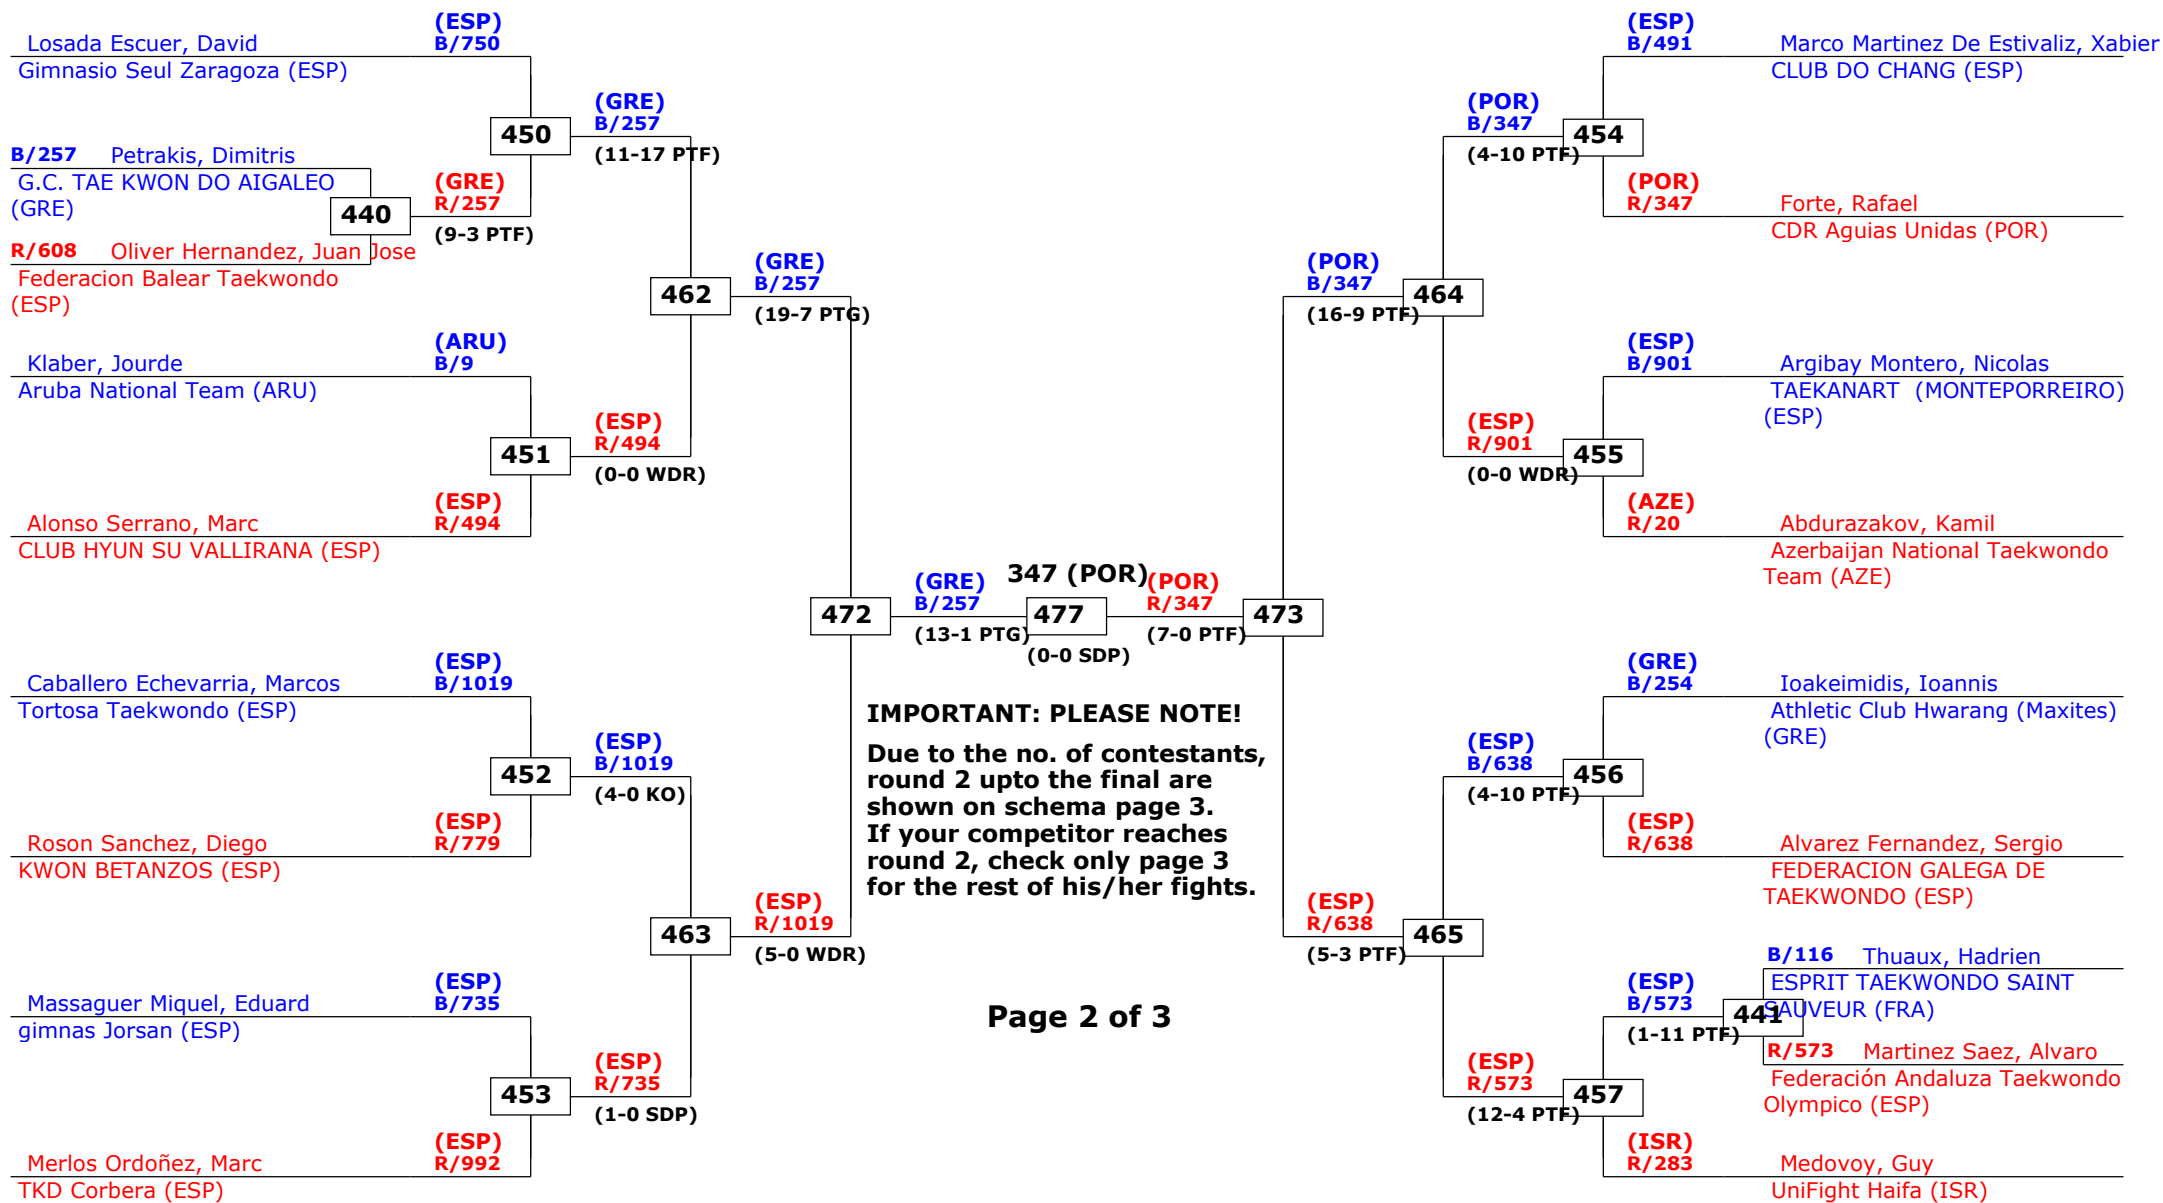 (ESP)
B/750
Losada Escuer, David
Gimnasio Seul Zaragoza (ESP)
(GRE)
B/257
450
(11-17 PTF)
B/257 Petrakis, Dimitris
G.C. TAE KWON DO AIGALEO
(GRE)
440
(GRE)
R/257
(9-3 PTF)
R/608 Oliver Hernandez, Juan Jose
Federacion Balear Taekwondo
(ESP)
462
(GRE)
B/257
(19-7 PTG)
(ARU)
B/9
Klaber, Jourde
Aruba National Team (ARU)
451
(ESP)
R/494
(0-0 WDR)
(ESP)
R/494
Alonso Serrano, Marc
CLUB HYUN SU VALLIRANA (ESP)
472
(GRE)
B/257
(13-1 PTG)
347 (POR)
477
(0-0 SDP)
(POR)
R/347
(7-0 PTF)
473
(ESP)
B/1019
Caballero Echevarria, Marcos
Tortosa Taekwondo (ESP)
452
(ESP)
B/1019
(4-0 KO)
(ESP)
R/779
Roson Sanchez, Diego
KWON BETANZOS (ESP)
463
(ESP)
R/1019
(5-0 WDR)
(ESP)
B/735
Massaguer Miquel, Eduard
gimnas Jorsan (ESP)
453
(ESP)
R/735
(1-0 SDP)
(ESP)
R/992
Merlos Ordoñez, Marc
TKD Corbera (ESP)
IMPORTANT: PLEASE NOTE!
Due to the no. of contestants,
round 2 upto the final are
shown on schema page 3.
If your competitor reaches
round 2, check only page 3
for the rest of his/her fights.
Page 2 of 3
(ESP)
B/491
Marco Martinez De Estivaliz, Xabier
CLUB DO CHANG (ESP)
(POR)
B/347
454
(4-10 PTF)
(POR)
R/347
Forte, Rafael
CDR Aguias Unidas (POR)
(POR)
B/347
464
(16-9 PTF)
(ESP)
B/901
Argibay Montero, Nicolas
TAEKANART (MONTEPORREIRO)
(ESP)
(ESP)
R/901
455
(0-0 WDR)
(AZE)
R/20
Abdurazakov, Kamil
Azerbaijan National Taekwondo
Team (AZE)
(GRE)
B/254
Ioakeimidis, Ioannis
Athletic Club Hwarang (Maxites)
(GRE)
(ESP)
B/638
456
(4-10 PTF)
(ESP)
R/638
Alvarez Fernandez, Sergio
FEDERACION GALEGA DE
TAEKWONDO (ESP)
(ESP)
R/638
465
(5-3 PTF)
B/116 Thuaux, Hadrien
ESPRIT TAEKWONDO SAINT
SAUVEUR (FRA)
(ESP)
B/573
441
(1-11 PTF)
R/573 Martinez Saez, Alvaro
Federación Andaluza Taekwondo
Olympico (ESP)
(ESP)
R/573
457
(12-4 PTF)
(ISR)
R/283
Medovoy, Guy
UniFight Haifa (ISR)